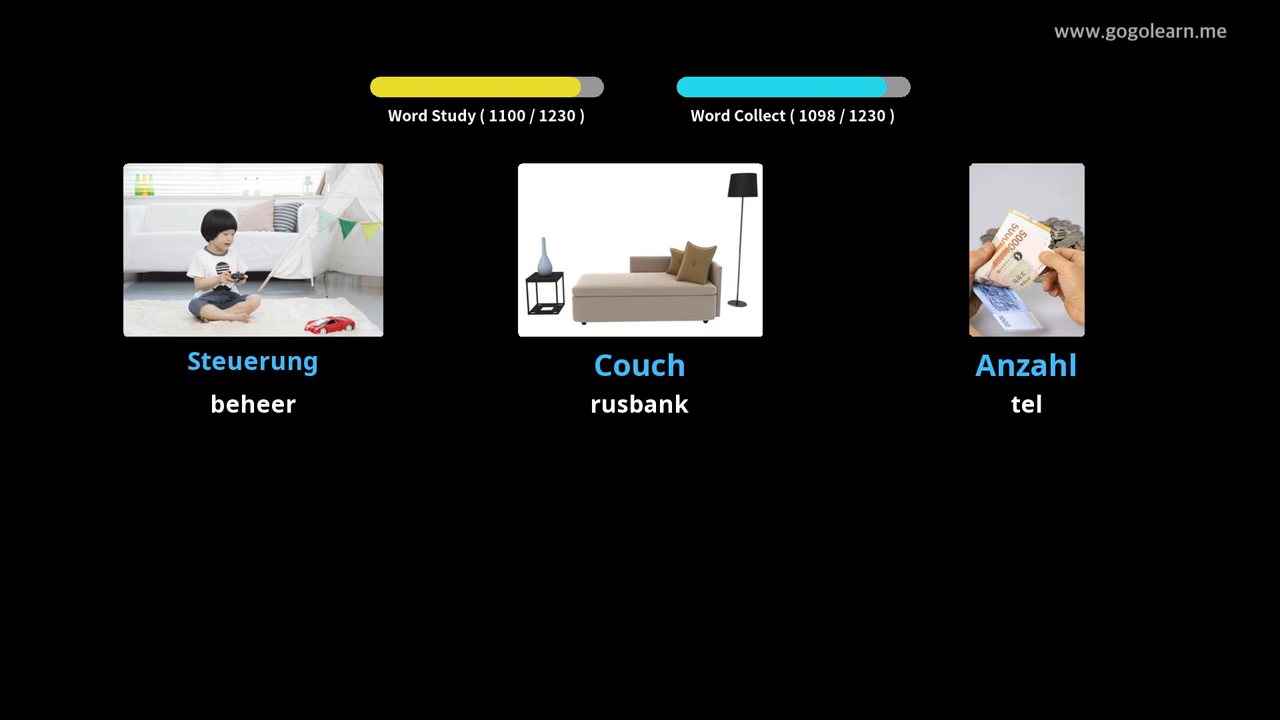 www.gogolearn.me
Word Study ( 1100 / 1230 )
Word Collect ( 1098 / 1230 )
Steuerung
beheer
Couch
rusbank
Anzahl
tel